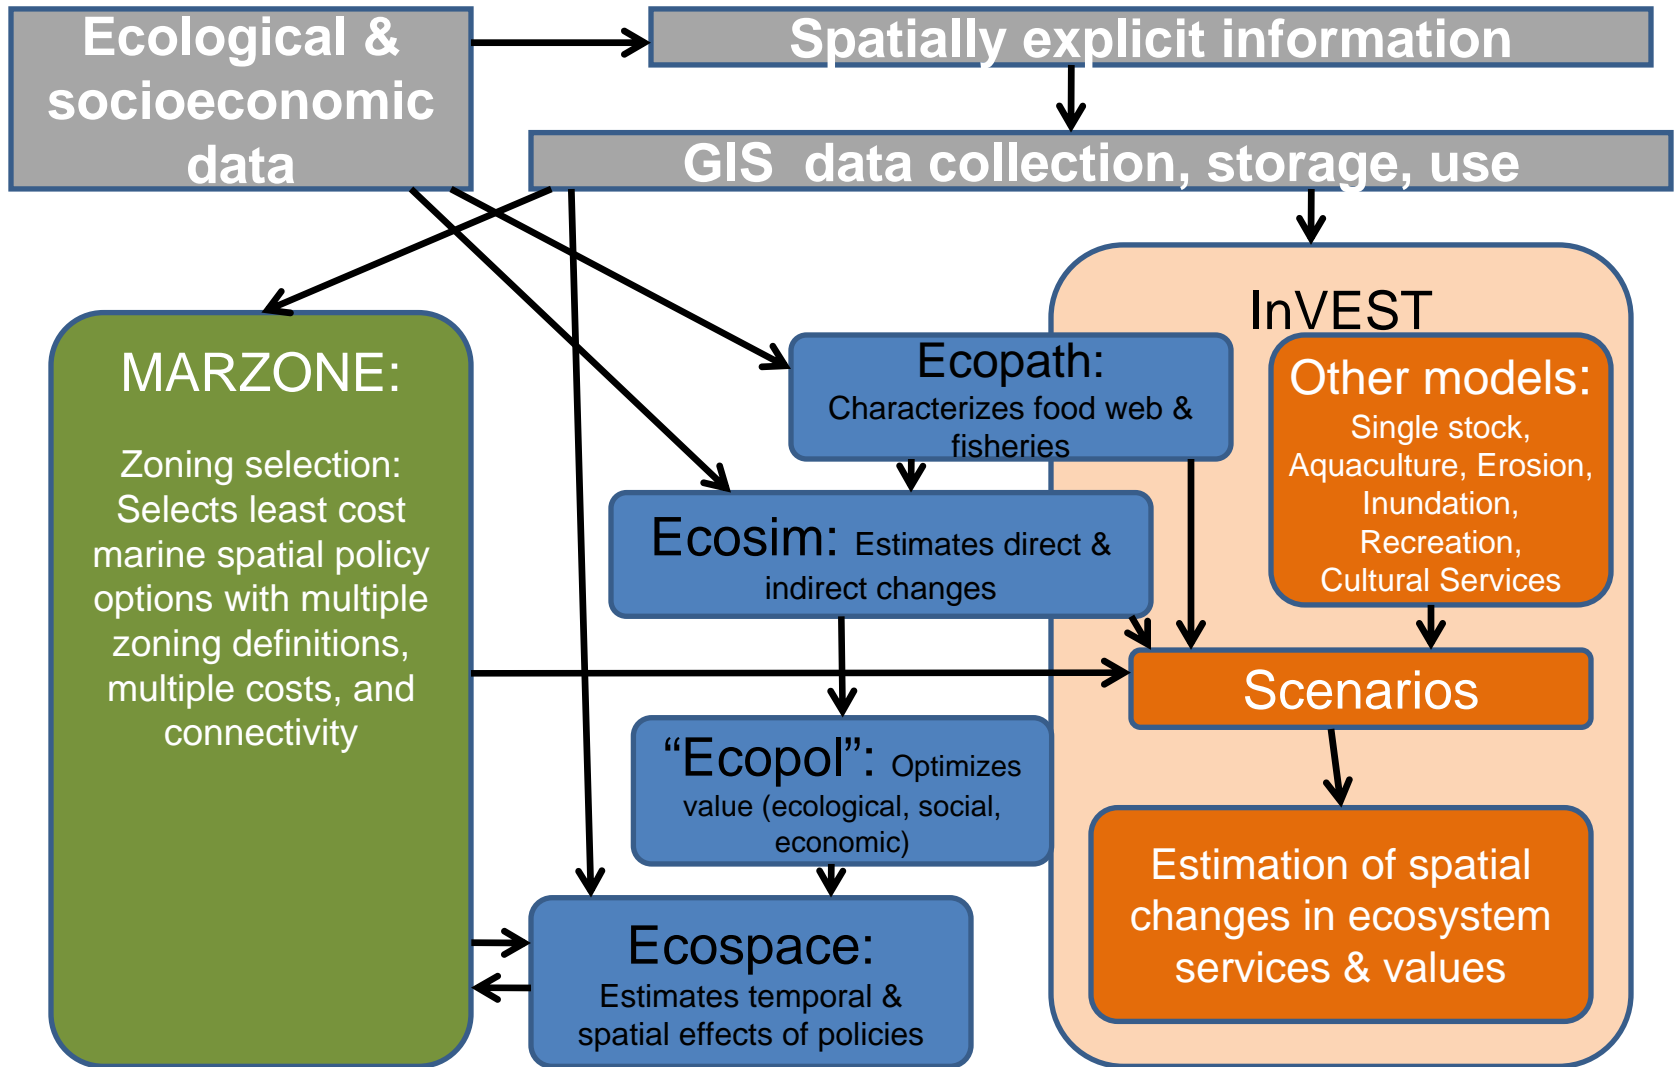 Ecological &
socioeconomic
data
Spatially explicit information
GIS  data collection, storage, use
MARZONE:
Zoning selection:
Selects least cost
marine spatial policy
options with multiple
zoning definitions,
multiple costs, and
connectivity
Ecopath:
Characterizes food web &
fisheries
Ecosim: Estimates direct &
indirect changes
“Ecopol”: Optimizes
value (ecological, social,
economic)
Ecospace:
Estimates temporal &
spatial effects of policies
InVEST
Other models:
Single stock,
Aquaculture, Erosion,
Inundation,
Recreation,
Cultural Services
Scenarios
Estimation of spatial
changes in ecosystem
services & values